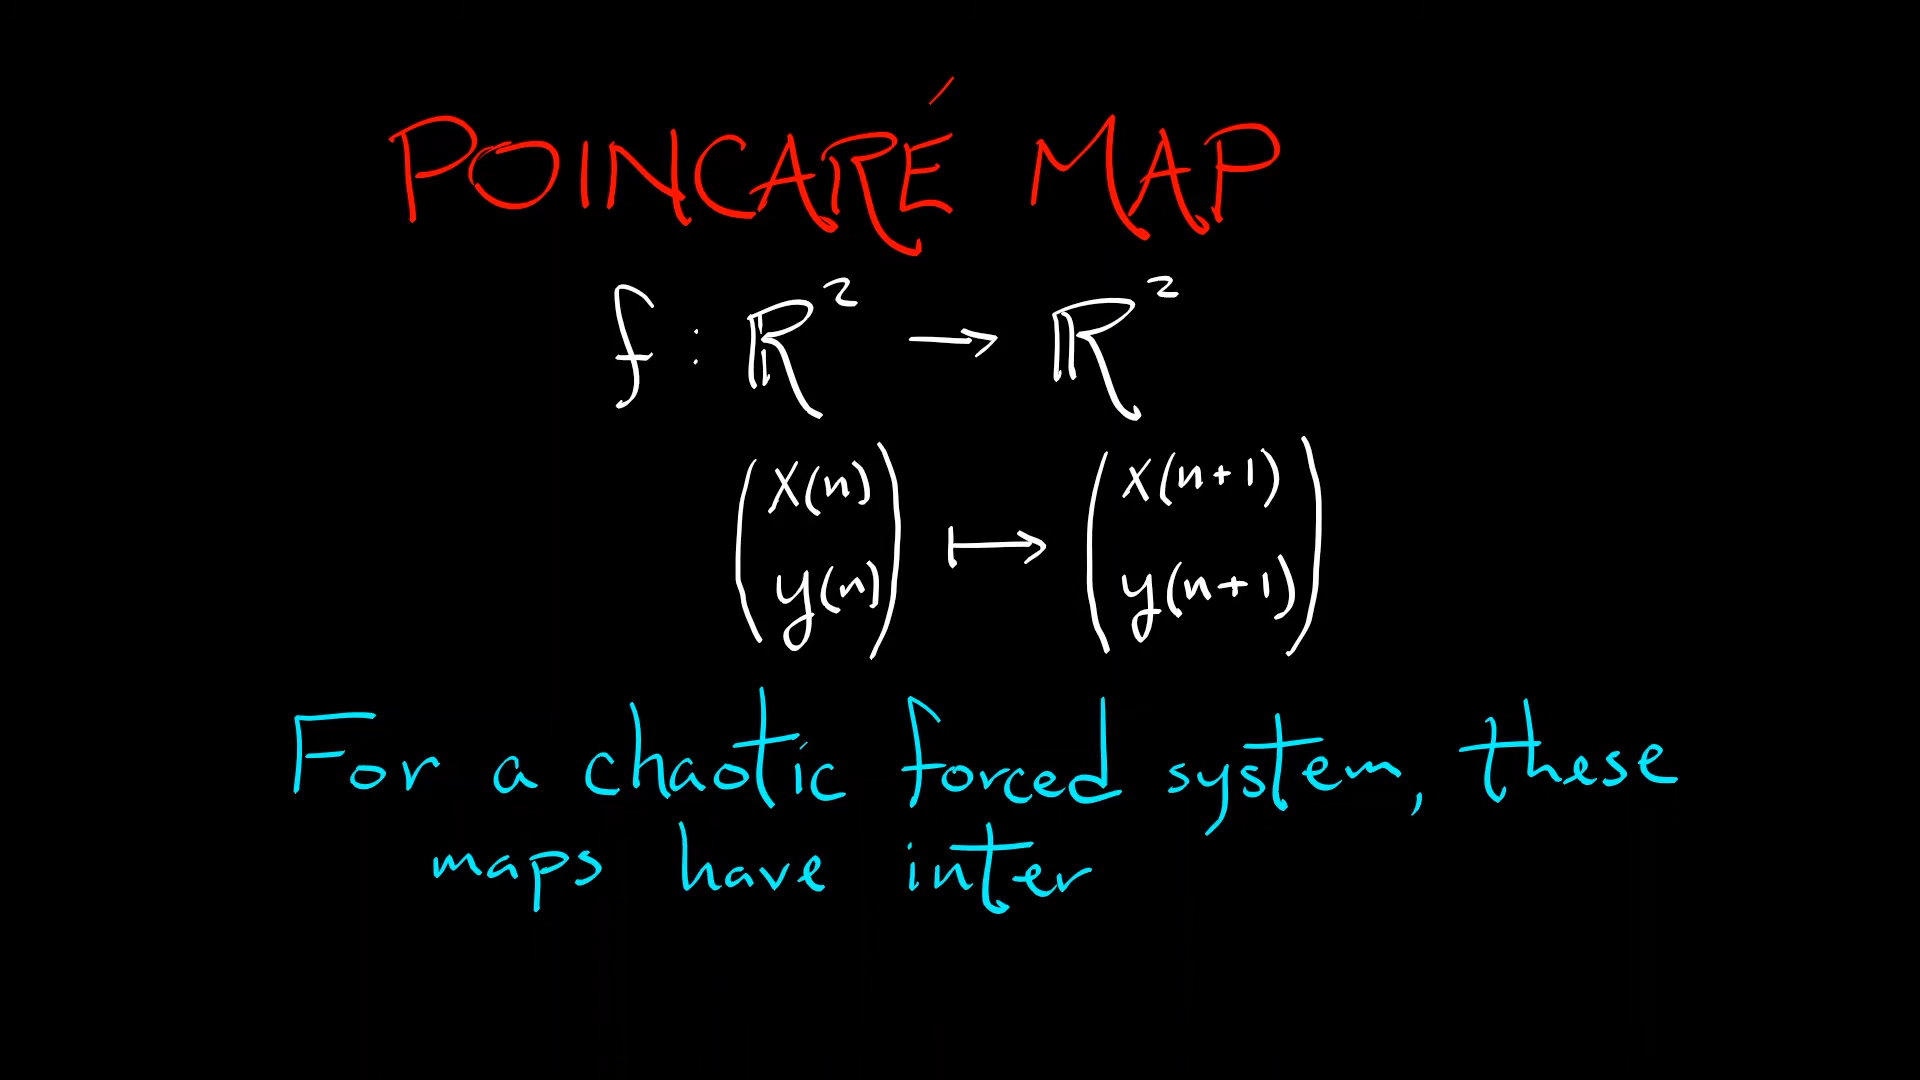 POINCARÉ MAP
f : ℝ² → ℝ²
(x(n) y(n)) ↦ (x(n+1) y(n+1))
For a chaotic forced system, these
maps have inter